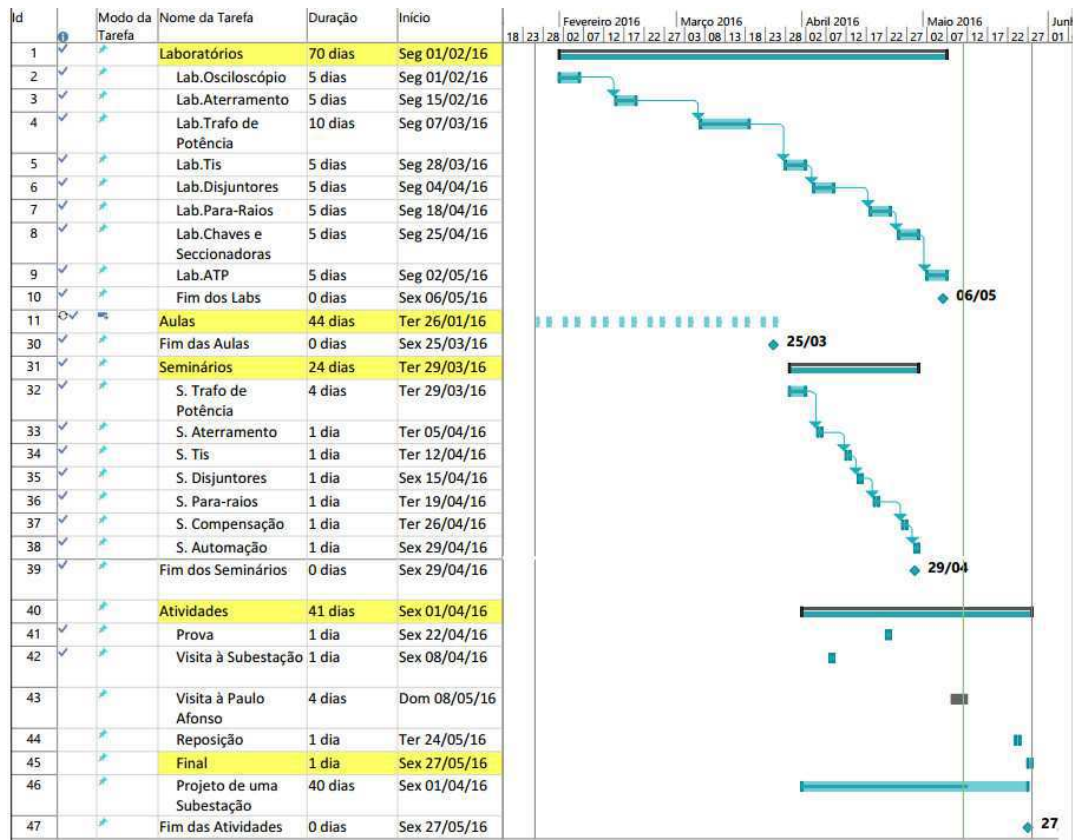 Id Modo da Tarefa Nome da Tarefa Duração Início
Fevereiro 2016 Março 2016 Abril 2016 Maio 2016 Junh
18 23 28 02 07 12 17 22 27 03 08 13 18 23 28 02 07 12 17 22 27 02 07 12 17 22 27 01
1 Laboratórios 70 dias Seg 01/02/16
2 Lab.Osciloscópio 5 dias Seg 01/02/16
3 Lab.Aterramento 5 dias Seg 15/02/16
4 Lab.Trafo de 10 dias Seg 07/03/16
Potência
5 Lab.Tis 5 dias Seg 28/03/16
6 Lab.Disjuntores 5 dias Seg 04/04/16
7 Lab.Para-Raios 5 dias Seg 18/04/16
8 Lab.Chaves e 5 dias Seg 25/04/16
Seccionadoras
9 Lab.ATP 5 dias Seg 02/05/16
10 Fim dos Labs 0 dias Sex 06/05/16 06/05
11 Aulas 44 dias Ter 26/01/16
30 Fim das Aulas 0 dias Sex 25/03/16 25/03
31 Seminários 24 dias Ter 29/03/16
32 S. Trafo de 4 dias Ter 29/03/16
Potência
33 S. Aterramento 1 dia Ter 05/04/16
34 S. Tis 1 dia Ter 12/04/16
35 S. Disjuntores 1 dia Sex 15/04/16
36 S. Para-raios 1 dia Ter 19/04/16
37 S. Compensação 1 dia Ter 26/04/16
38 S. Automação 1 dia Sex 29/04/16
39 Fim dos Seminários 0 dias Sex 29/04/16 29/04
40 Atividades 41 dias Sex 01/04/16
41 Prova 1 dia Sex 22/04/16
42 Visita à Subestação 1 dia Sex 08/04/16
43 Visita à Paulo 4 dias Dom 08/05/16
Afonso
44 Reposição 1 dia Ter 24/05/16
45 Final 1 dia Sex 27/05/16
46 Projeto de uma 40 dias Sex 01/04/16
Subestação
47 Fim das Atividades 0 dias Sex 27/05/16 27